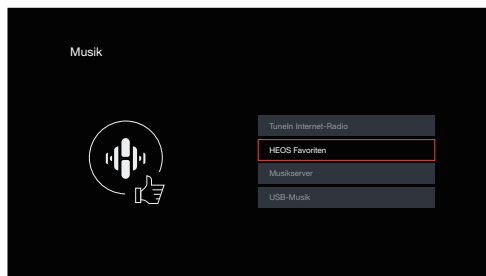 Musik
TuneIn Internet-Radio
HEOS Favoriten
Musikserver
USB-Musik